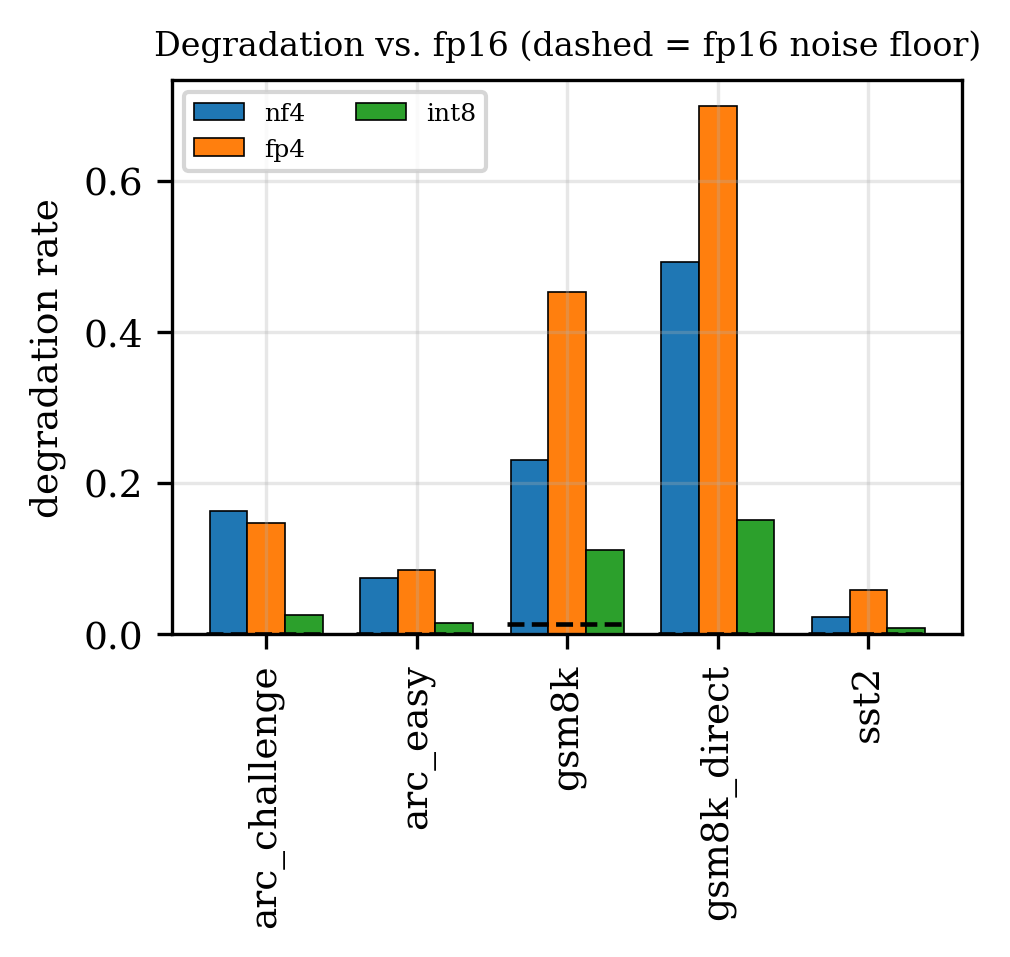 Degradation vs. fp16 (dashed = fp16 noise floor)
nf4
fp4
int8
degradation rate
0.6
0.4
0.2
0.0
arc_challenge
arc_easy
gsm8k
gsm8k_direct
sst2